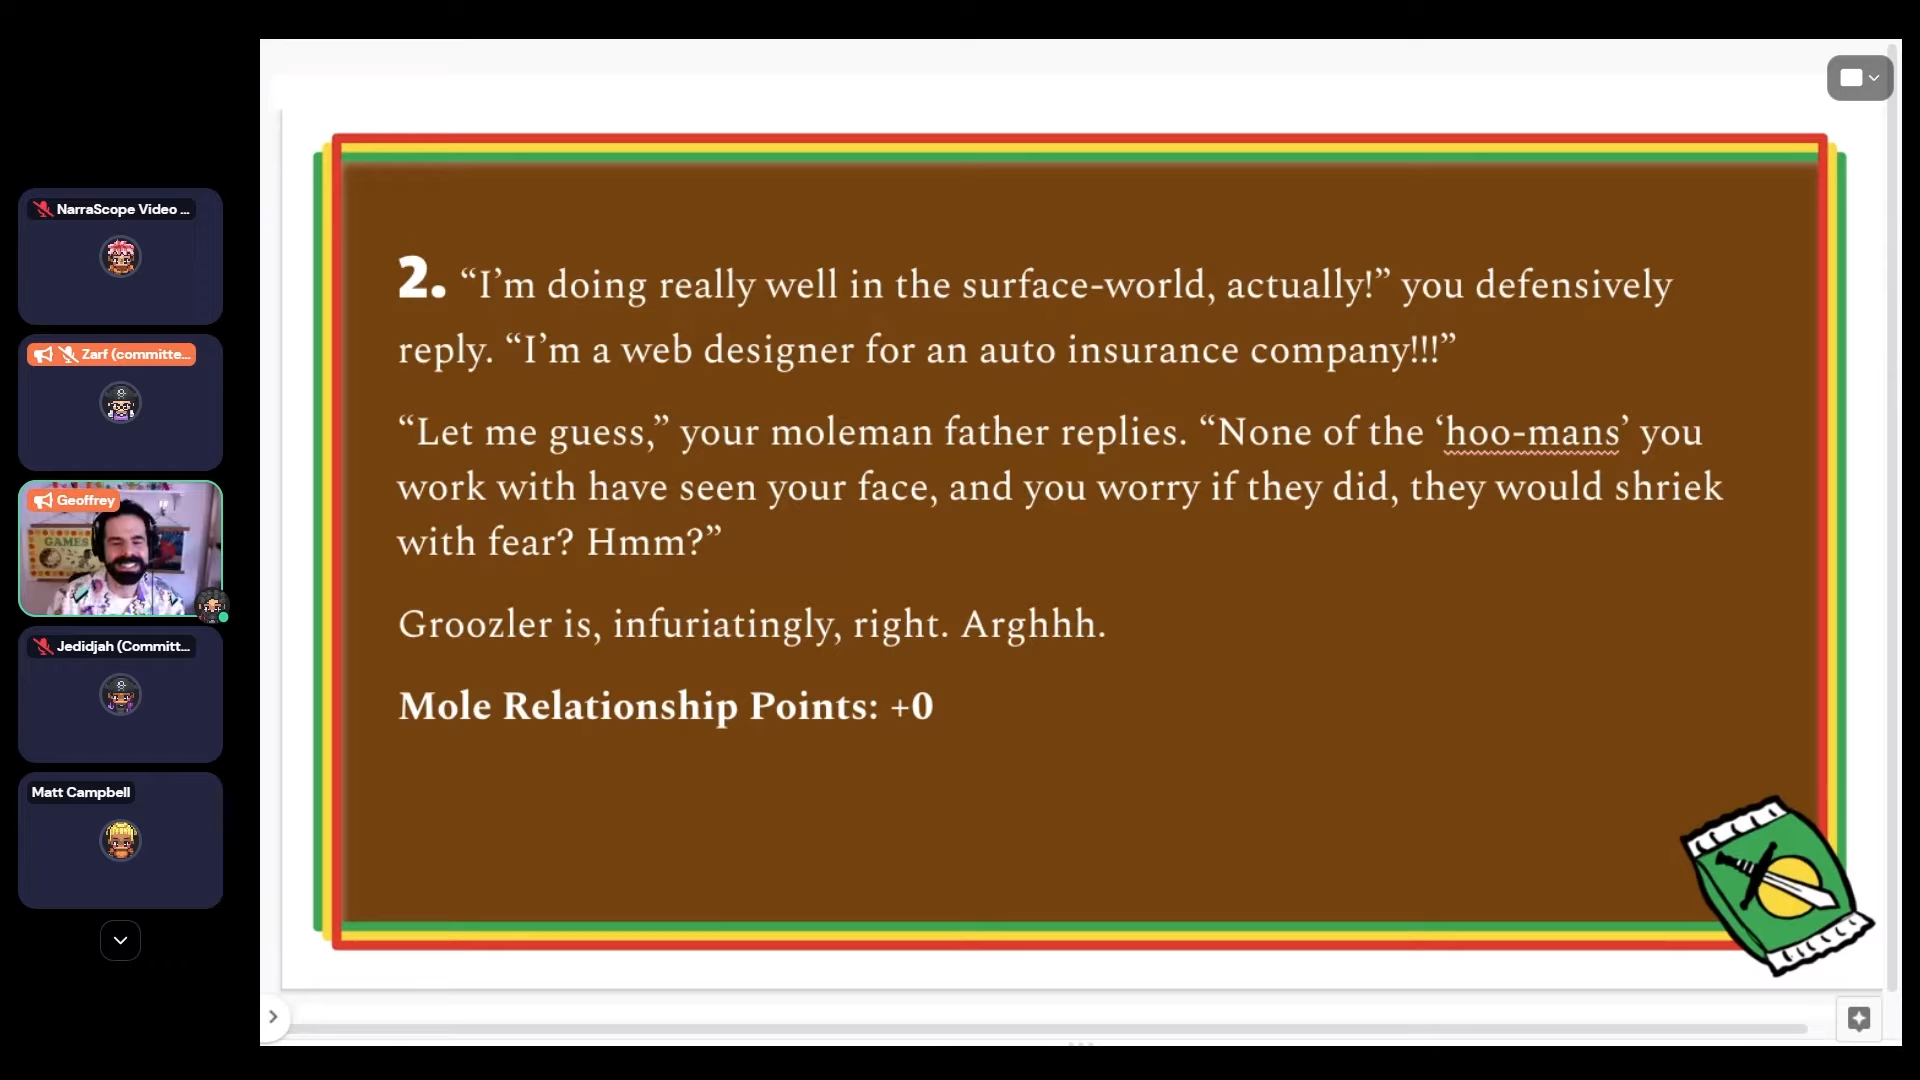 NarraScope Video ...
Zarf (committe...
Geoffrey
GAMES
Jedidjah (Committ...
Matt Campbell
2. “I’m doing really well in the surface-world, actually!” you defensively
reply. “I’m a web designer for an auto insurance company!!!”
“Let me guess,” your moleman father replies. “None of the ‘hoo-mans’ you
work with have seen your face, and you worry if they did, they would shriek
with fear? Hmm?”
Groozler is, infuriatingly, right. Arghhh.
Mole Relationship Points: +0